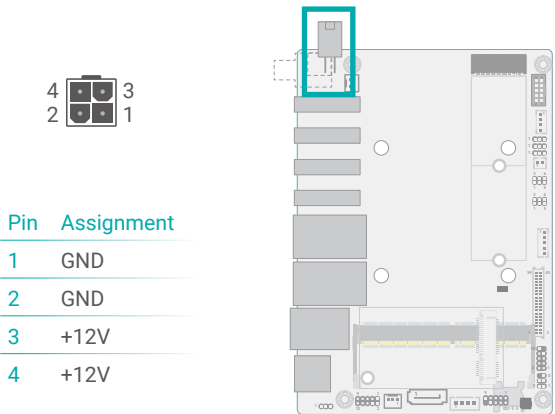 4 3
2 1
Pin Assignment
1 GND
2 GND
3 +12V
4 +12V